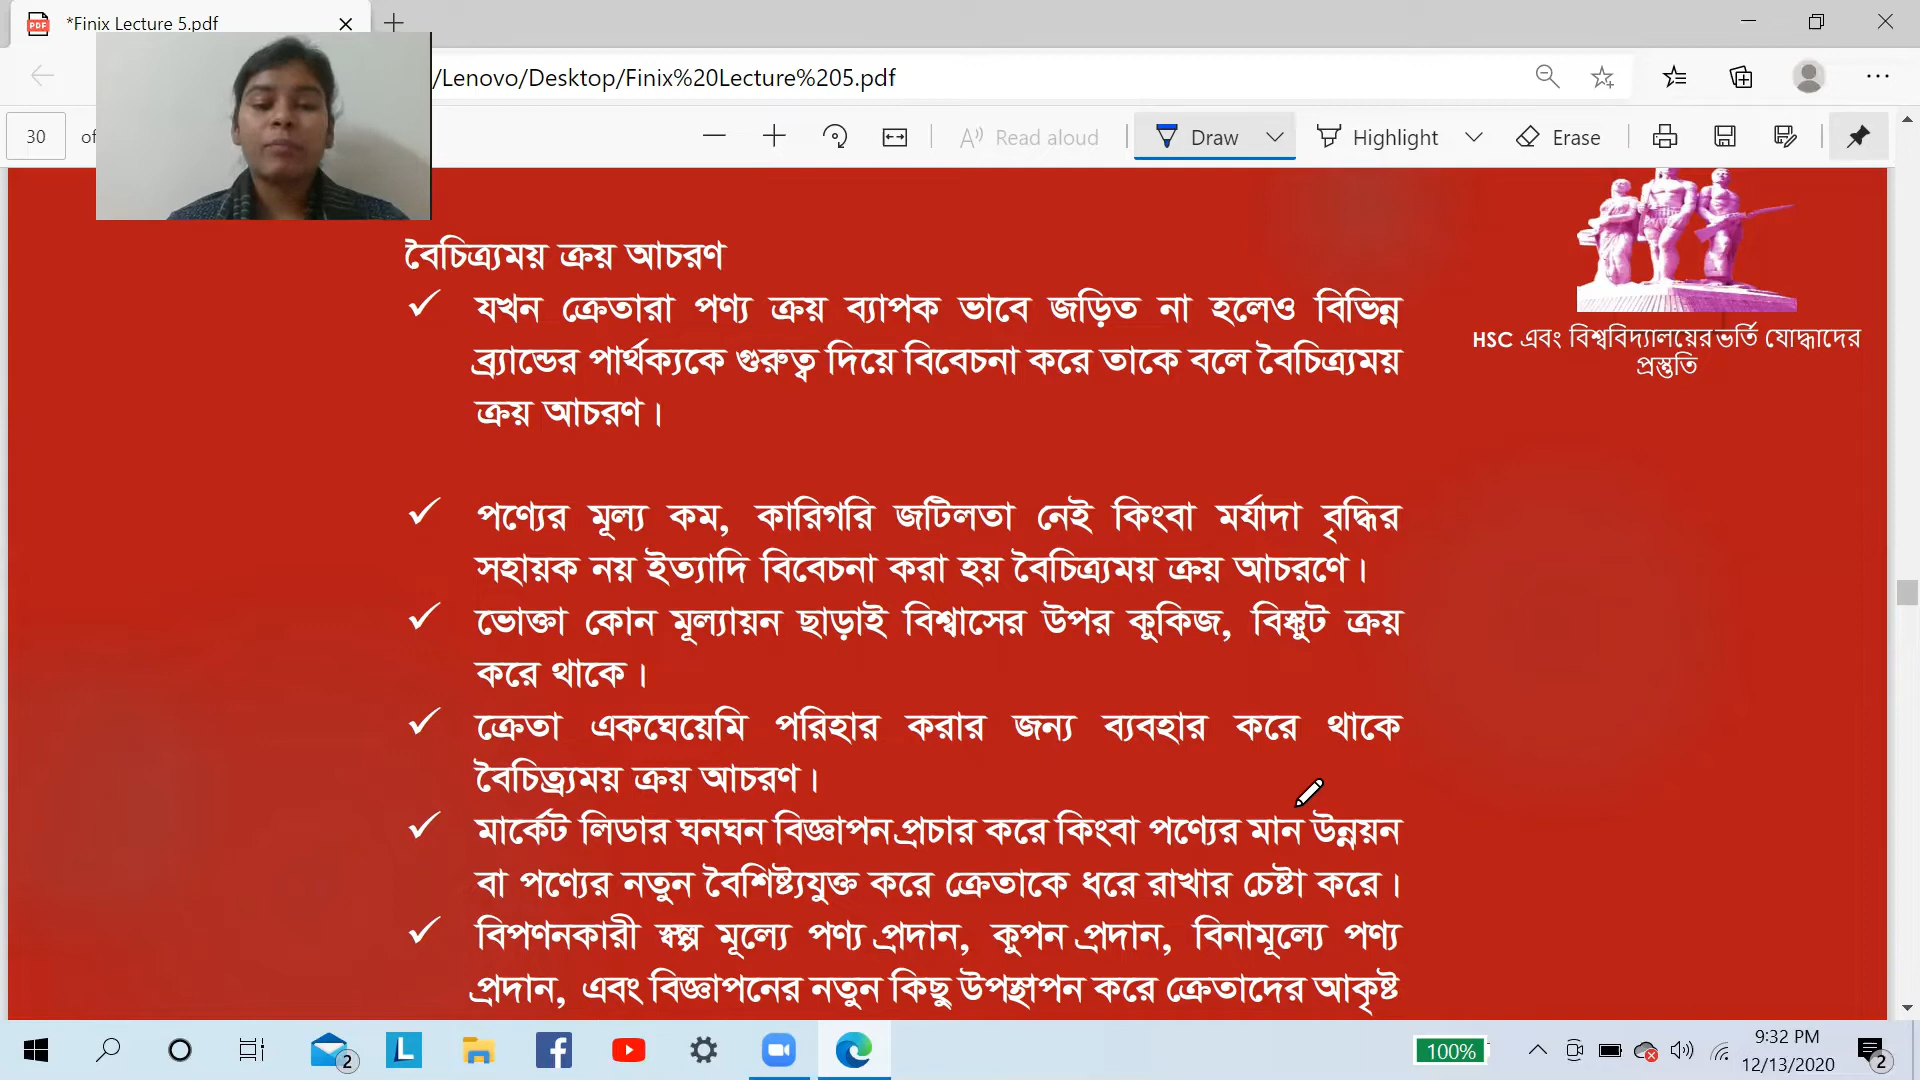 *Finix Lecture 5.pdf
/Lenovo/Desktop/Finix%20Lecture%205.pdf
30 of
Read aloud
Draw
Highlight
Erase
বৈচিত্র্যময় ক্রয় আচরণ
যখন ক্রেতারা পণ্য ক্রয় ব্যাপক ভাবে জড়িত না হলেও বিভিন্ন
ব্র্যান্ডের পার্থক্যকে গুরুত্ব দিয়ে বিবেচনা করে তাকে বলে বৈচিত্র্যময়
ক্রয় আচরণ।
HSC এবং বিশ্ববিদ্যালয়ের ভর্তি যোদ্ধাদের
প্রস্তুতি
পণ্যের মূল্য কম, কারিগরি জটিলতা নেই কিংবা মর্যাদা বৃদ্ধির
সহায়ক নয় ইত্যাদি বিবেচনা করা হয় বৈচিত্র্যময় ক্রয় আচরণে।
ভোক্তা কোন মূল্যায়ন ছাড়াই বিশ্বাসের উপর কুকিজ, বিস্কুট ক্রয়
করে থাকে।
ক্রেতা একঘেয়েমি পরিহার করার জন্য ব্যবহার করে থাকে
বৈচিত্র্যময় ক্রয় আচরণ।
মার্কেট লিডার ঘনঘন বিজ্ঞাপন প্রচার করে কিংবা পণ্যের মান উন্নয়ন
বা পণ্যের নতুন বৈশিষ্ট্যযুক্ত করে ক্রেতাকে ধরে রাখার চেষ্টা করে।
বিপণনকারী স্বল্প মূল্যে পণ্য প্রদান, কুপন প্রদান, বিনামূল্যে পণ্য
প্রদান, এবং বিজ্ঞাপনের নতুন কিছু উপস্থাপন করে ক্রেতাদের আকৃষ্ট
2
L
100%
9:32 PM
12/13/2020
2